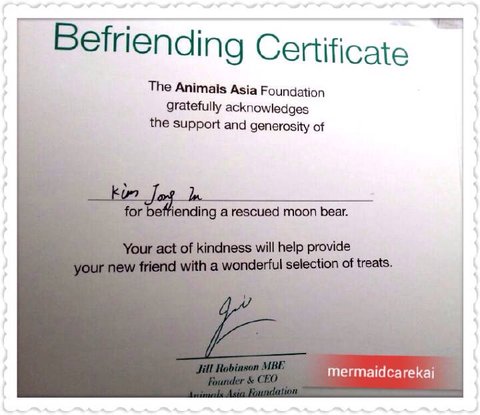 Befriending Certificate
The Animals Asia Foundation
gratefully acknowledges
the support and generosity of
Kim Jong In
for befriending a rescued moon bear.
Your act of kindness will help provide
your new friend with a wonderful selection of treats.
Jill
Jill Robinson MBE
Founder & CEO
Animals Asia Foundation
mermaidcarekai